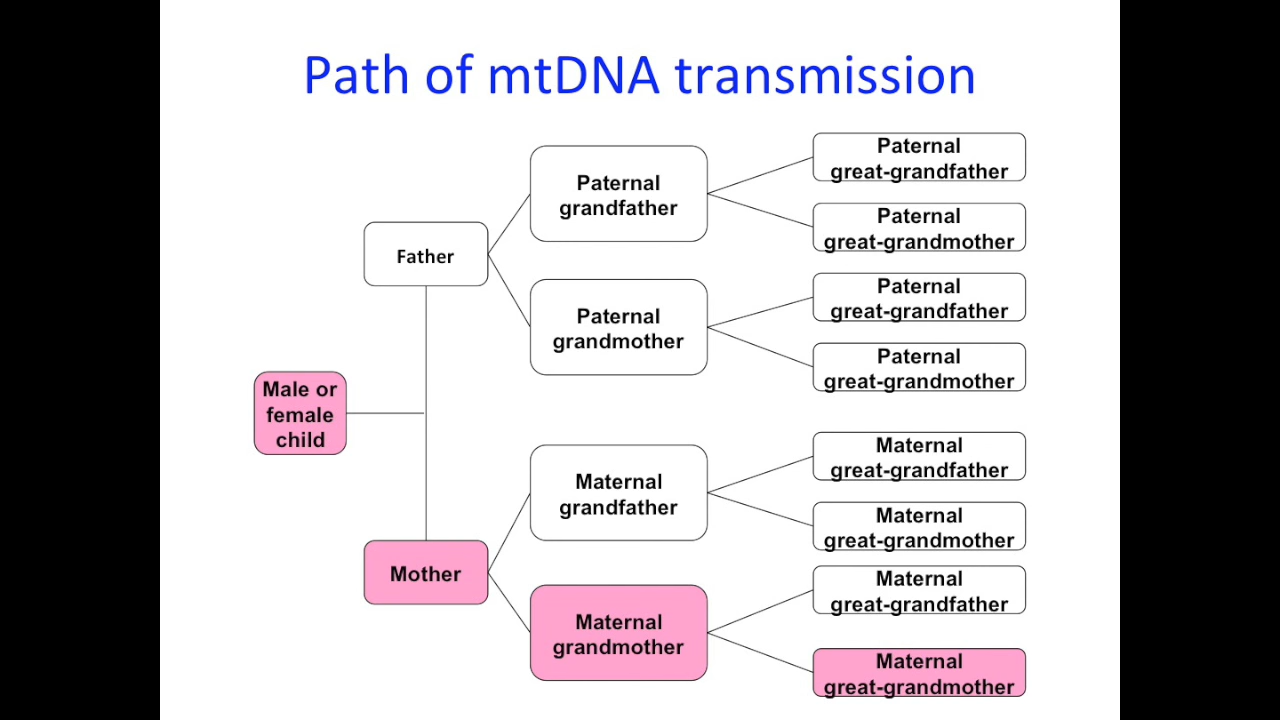 Path of mtDNA transmission
Paternal
great-grandfather
Paternal
grandfather
Paternal
great-grandmother
Father
Paternal
great-grandfather
Paternal
grandmother
Paternal
great-grandmother
Male or
female
child
Maternal
great-grandfather
Maternal
grandfather
Maternal
great-grandmother
Mother
Maternal
great-grandfather
Maternal
grandmother
Maternal
great-grandmother